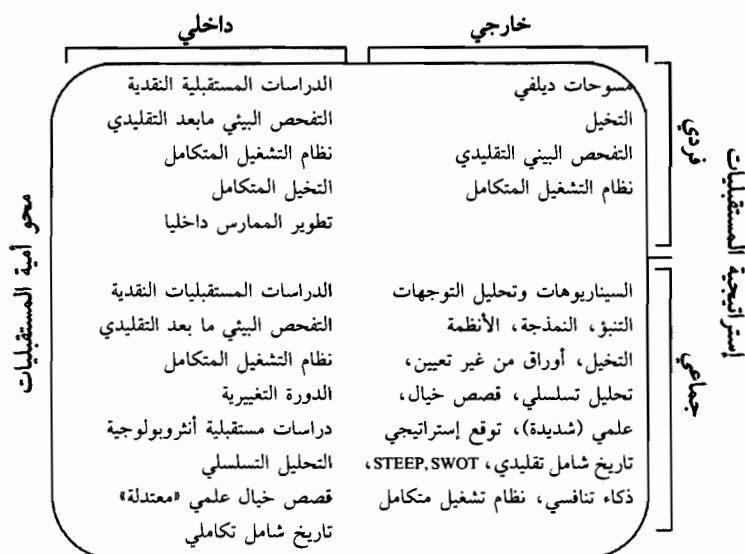 خارجي
داخلي
إستراتيجية المستقبليات
فردي
مسوحات ديلفي
التخيل
التفحص البيني التقليدي
نظام التشغيل المتكامل
الدراسات المستقبلية النقدية
التفحص البيئي مابعد التقليدي
نظام التشغيل المتكامل
التخيل المتكامل
تطوير الممارس داخليا
جماعي
السيناريوهات وتحليل التوجهات
التنبؤ، النمذجة، الأنظمة
التخيل، أوراق من غير تعيين،
تحليل تسلسلي، قصص خيال،
علمي (شديدة)، توقع إستراتيجي
تاريخ شامل تقليدي، STEEP, SWOT،
ذكاء تنافسي، نظام تشغيل متكامل
الدراسات المستقبليات النقدية
التفحص البيئي ما بعد التقليدي
نظام التشغيل المتكامل
الدورة التغييرية
دراسات مستقبلية أنثروبولوجية
التحليل التسلسلي
قصص خيال علمي «معتدلة»
تاريخ شامل تكاملي
محو أمية المستقبليات